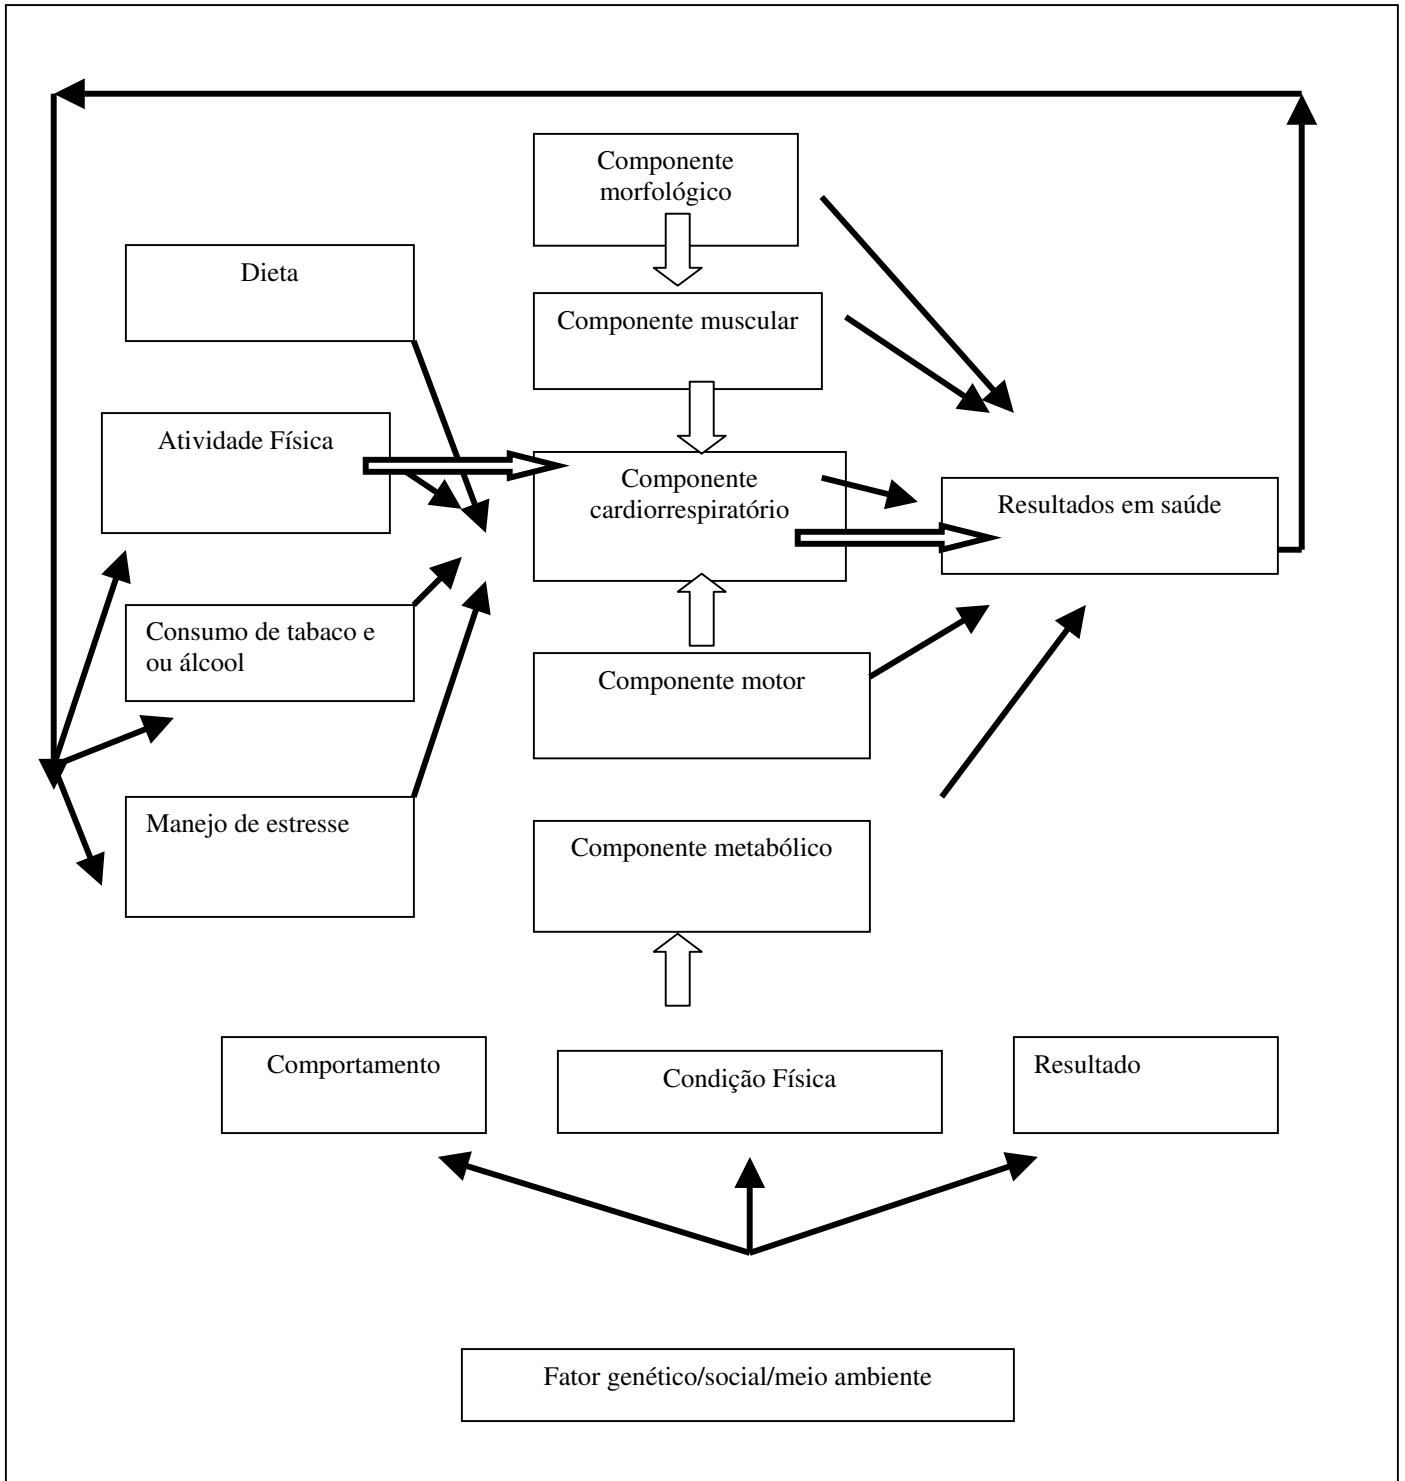 Componente
morfológico
Dieta
Componente muscular
Atividade Física
Componente
cardiorrespiratório
Resultados em saúde
Consumo de tabaco e
ou álcool
Componente motor
Manejo de estresse
Componente metabólico
Comportamento
Condição Física
Resultado
Fator genético/social/meio ambiente